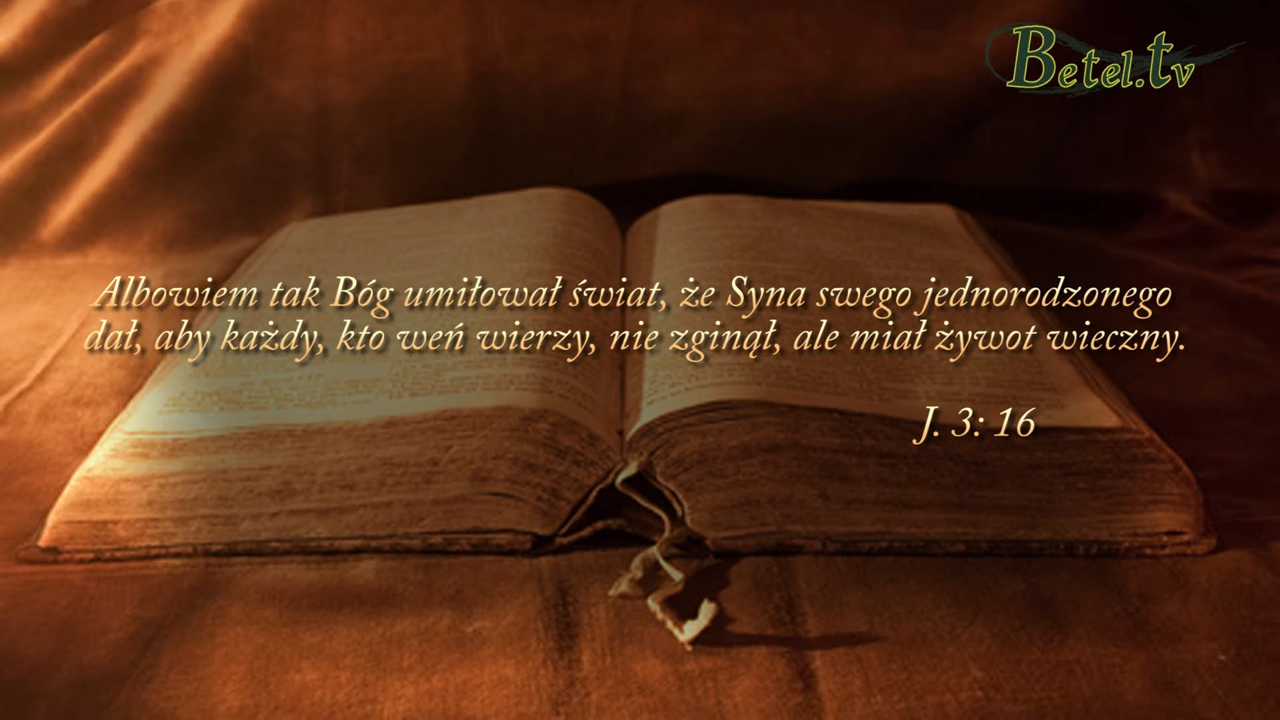 Betel.tv
Albowiem tak Bóg umiłował świat, że Syna swego jednorodzonego
dał, aby każdy, kto weń wierzy, nie zginął, ale miał żywot wieczny.
J. 3: 16